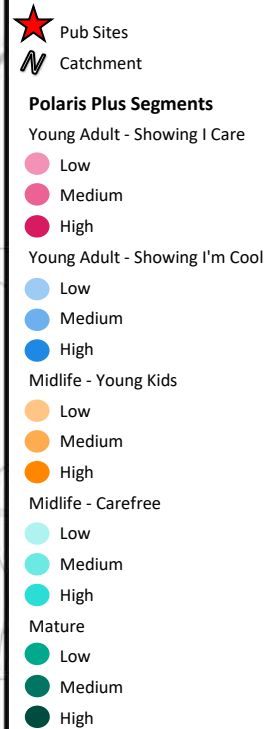 Pub Sites
Catchment
Polaris Plus Segments
Young Adult - Showing I Care
Low
Medium
High
Young Adult - Showing I'm Cool
Low
Medium
High
Midlife - Young Kids
Low
Medium
High
Midlife - Carefree
Low
Medium
High
Mature
Low
Medium
High